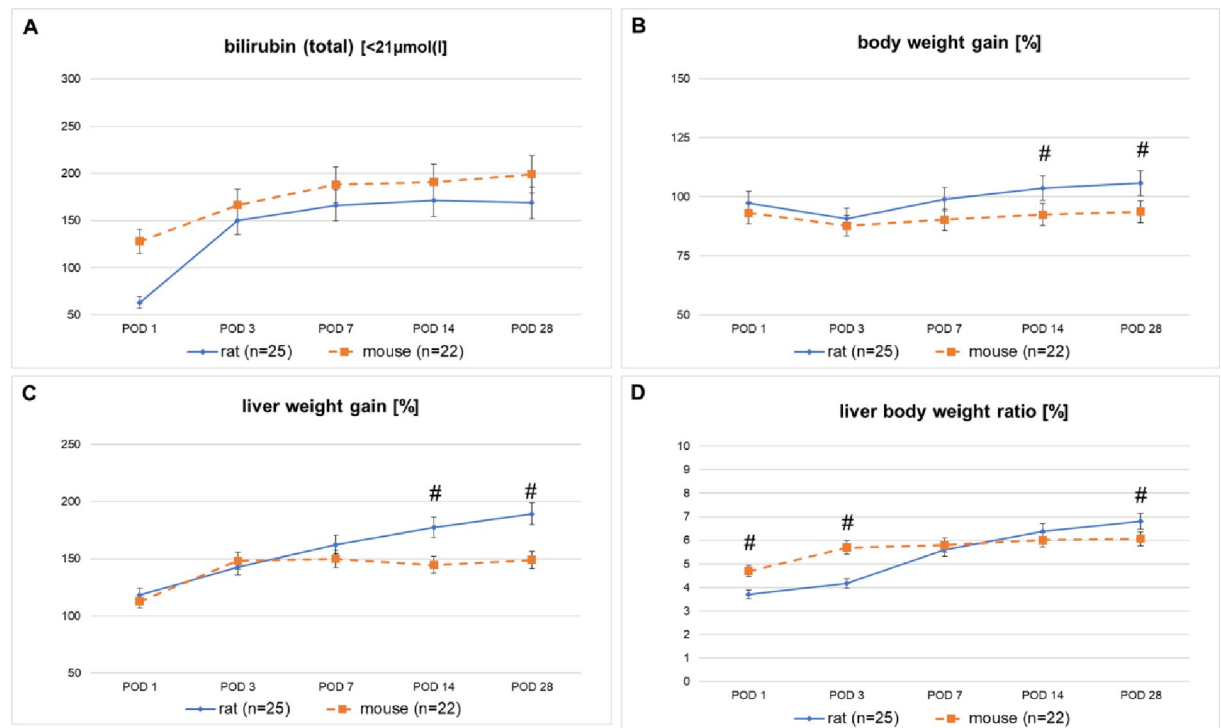 A
bilirubin (total) [<21µmol(l]
300
250
200
150
100
50
POD 1 POD 3 POD 7 POD 14 POD 28
rat (n=25) mouse (n=22)
B
body weight gain [%]
150
125
100
75
50
# #
POD 1 POD 3 POD 7 POD 14 POD 28
rat (n=25) mouse (n=22)
C
liver weight gain [%]
250
200
150
100
50
# #
POD 1 POD 3 POD 7 POD 14 POD 28
rat (n=25) mouse (n=22)
D
liver body weight ratio [%]
10
9
8
7
6
5
4
3
2
1
0
# # #
POD 1 POD 3 POD 7 POD 14 POD 28
rat (n=25) mouse (n=22)